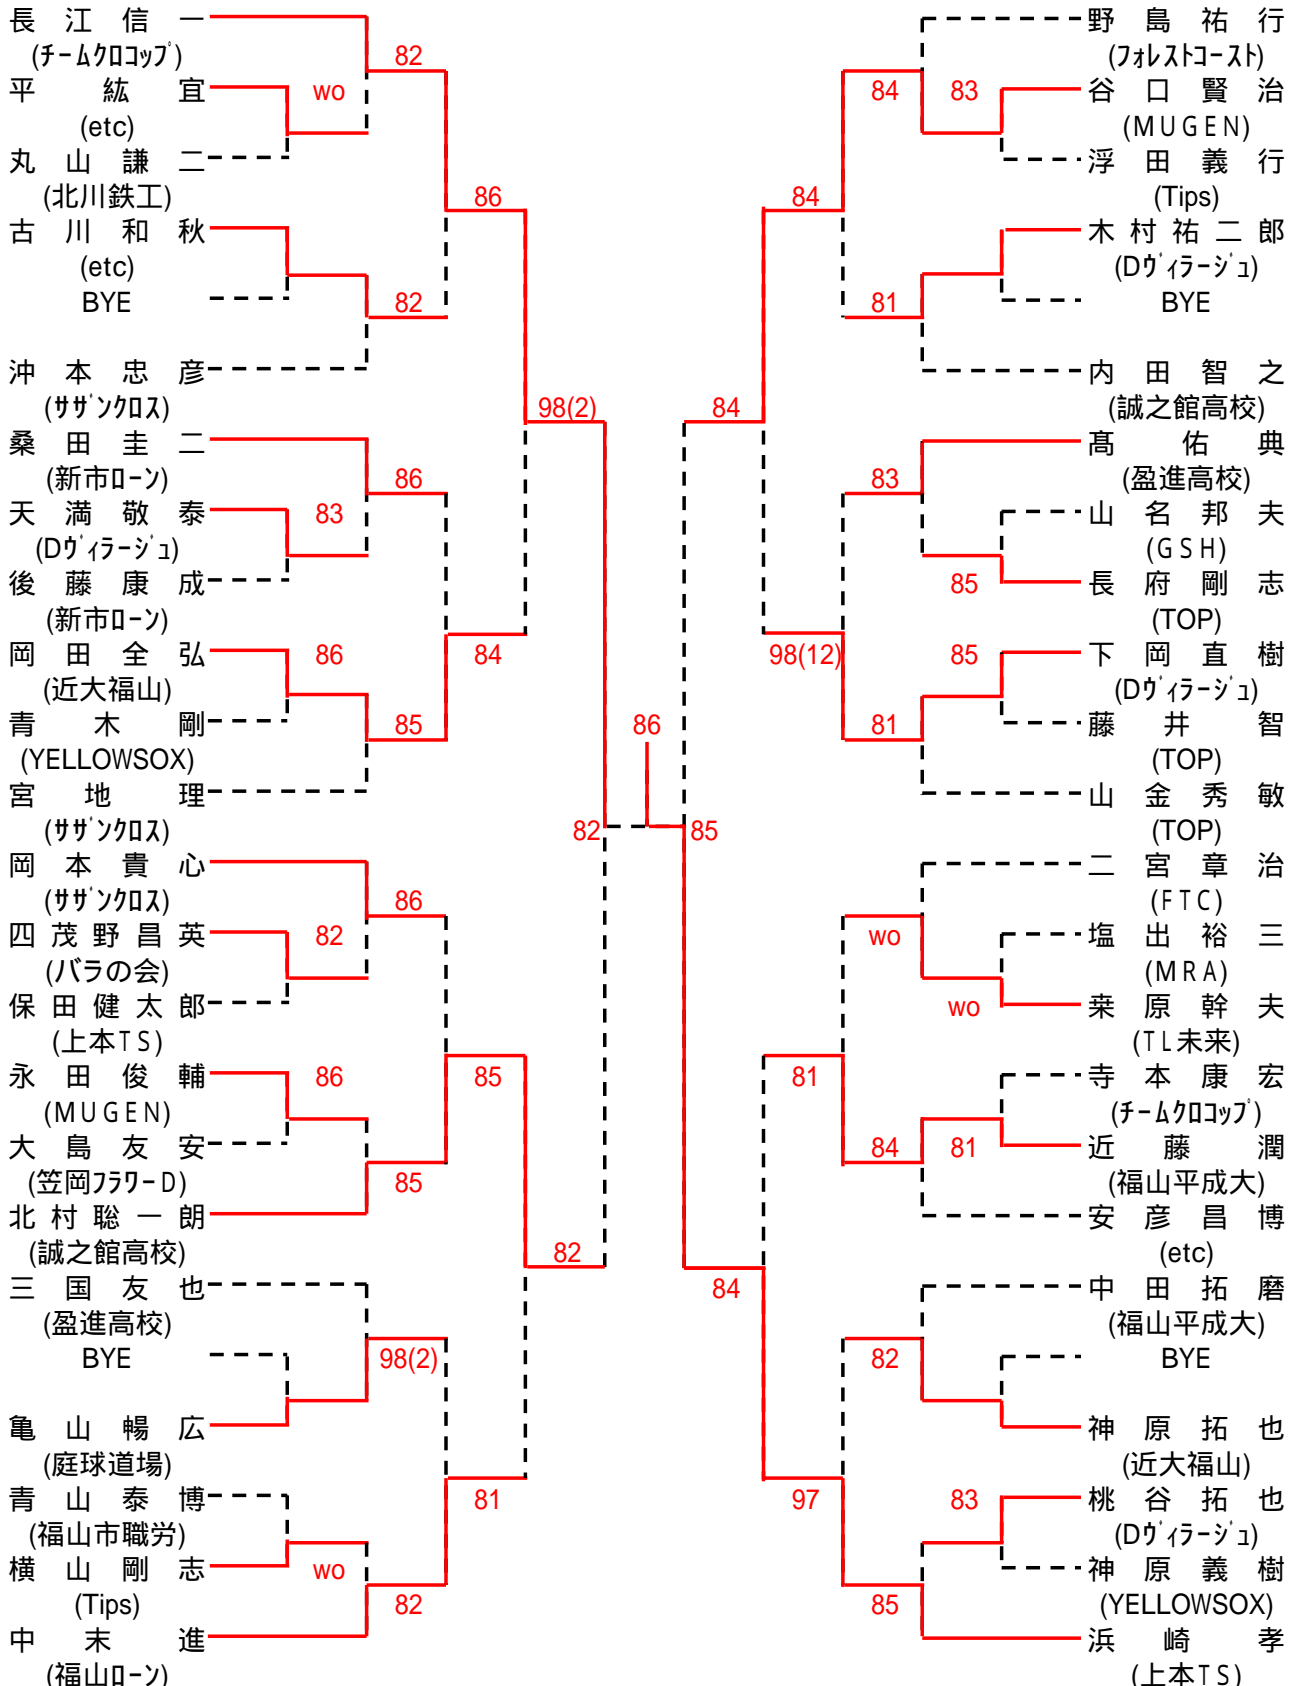 長江信一
(チームクロコップ)
82
平紘宜
wo
(etc)
丸山謙二
(北川鉄工)
86
古川和秋
(etc)
BYE
82
沖本忠彦
(サザンクロス)
98(2)
桑田圭二
(新市ローン)
86
天満敬泰
83
(Dヴィラージュ)
後藤康成
(新市ローン)
岡田全弘
86
84
(近大福山)
青木剛
85
(YELLOWSOX)
宮地理
(サザンクロス)
82
岡本貴心
(サザンクロス)
86
四茂野昌英
82
(バラの会)
保田健太郎
(上本TS)
永田俊輔
86
85
(MUGEN)
大島友安
(笠岡フラワーD)
85
北村聡一朗
(誠之館高校)
82
三国友也
(盈進高校)
BYE
98(2)
亀山暢広
(庭球道場)
青山泰博
81
(福山市職労)
横山剛志
wo
(Tips)
82
中末進
(福山ローン)
86
85
野島祐行
(フォレストコースト)
84
83
谷口賢治
(MUGEN)
浮田義行
(Tips)
84
木村祐二郎
(Dヴィラージュ)
81
BYE
内田智之
(誠之館高校)
84
髙佑典
(盈進高校)
83
山名邦夫
(GSH)
85
長府剛志
(TOP)
98(12)
85
下岡直樹
(Dヴィラージュ)
81
藤井智
(TOP)
山金秀敏
(TOP)
二宮章治
(FTC)
wo
塩出裕三
(MRA)
wo
来原幹夫
(TL未来)
81
寺本康宏
(チームクロコップ)
84
81
近藤潤
(福山平成大)
安彦昌博
(etc)
84
中田拓磨
(福山平成大)
82
BYE
神原拓也
(近大福山)
97
83
桃谷拓也
(Dヴィラージュ)
神原義樹
85
(YELLOWSOX)
浜崎孝
(上本TS)